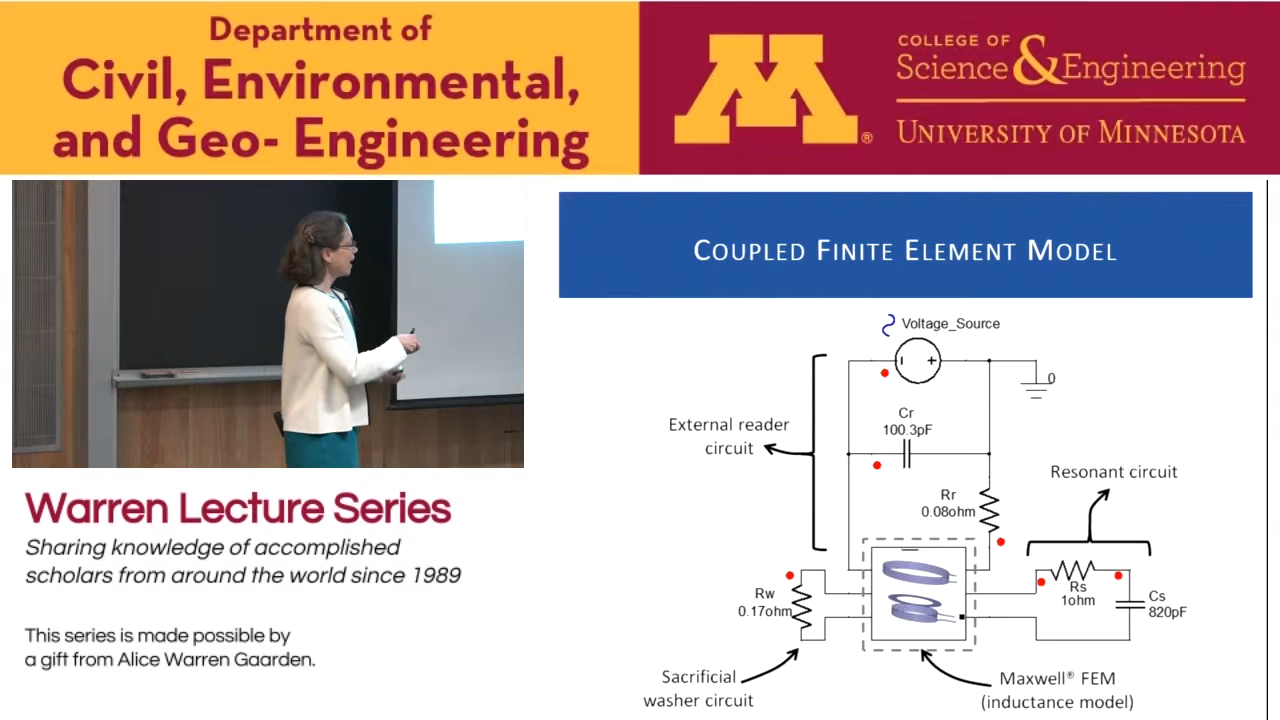 Department of
Civil, Environmental,
and Geo- Engineering
M®
COLLEGE OF
Science & Engineering
UNIVERSITY OF MINNESOTA
COUPLED FINITE ELEMENT MODEL
Voltage_Source
0
External reader
circuit
Cr
100.3pF
Resonant circuit
Rr
0.08ohm
Rw
0.17ohm
Rs
1ohm
Cs
820pF
Sacrificial
washer circuit
Maxwell® FEM
(inductance model)
Warren Lecture Series
Sharing knowledge of accomplished
scholars from around the world since 1989
This series is made possible by
a gift from Alice Warren Gaarden.